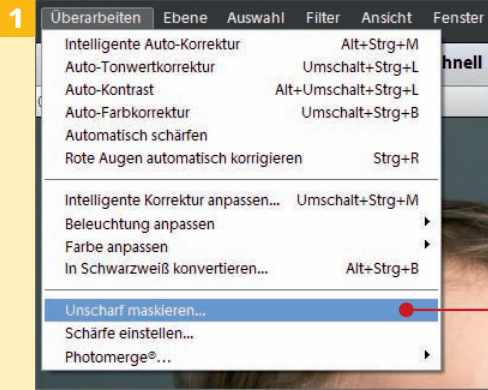 1
Überarbeiten Ebene Auswahl Filter Ansicht Fenster
Intelligente Auto-Korrektur Alt+Strg+M
Auto-Tonwertkorrektur Umschalt+Strg+L
Auto-Kontrast Alt+Umschalt+Strg+L
Auto-Farbkorrektur Umschalt+Strg+B
Automatisch schärfen
Rote Augen automatisch korrigieren Strg+R
Intelligente Korrektur anpassen... Umschalt+Strg+M
Beleuchtung anpassen
Farbe anpassen
In Schwarzweiß konvertieren... Alt+Strg+B
Unscharf maskieren...
Schärfe einstellen...
Photomerge®...
hnell